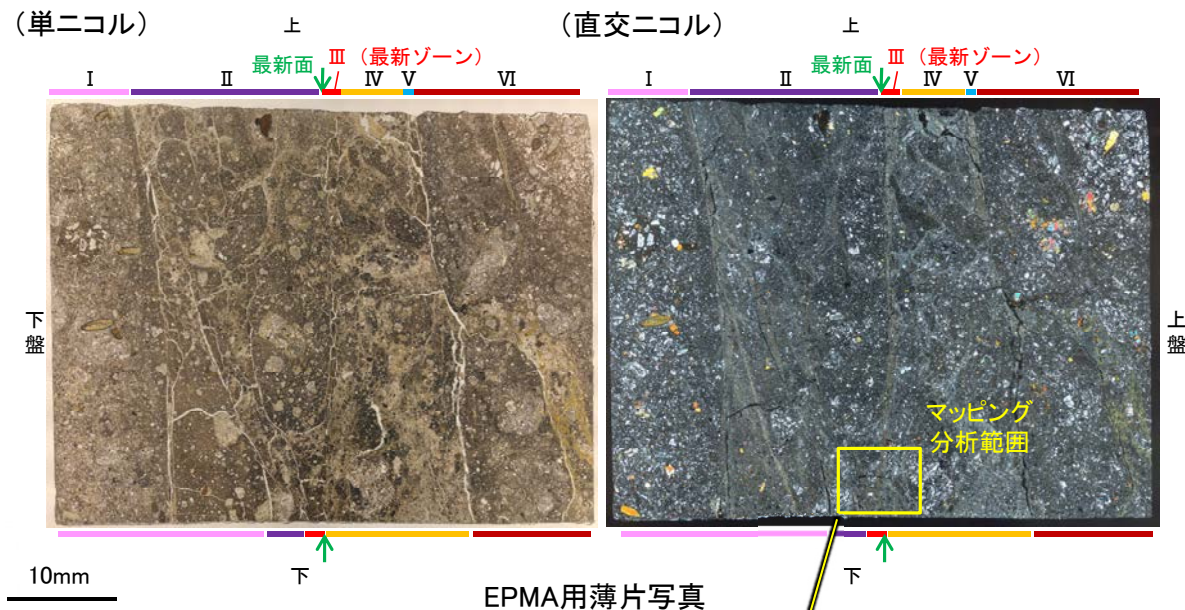 （単ニコル）
上
最新面
Ⅲ（最新ゾーン）
Ⅰ
Ⅱ
Ⅳ
Ⅴ
Ⅵ
下盤
下
10mm
（直交ニコル）
上
最新面
Ⅲ（最新ゾーン）
Ⅰ
Ⅱ
Ⅳ
Ⅴ
Ⅵ
上盤
マッピング
分析範囲
下
EPMA用薄片写真